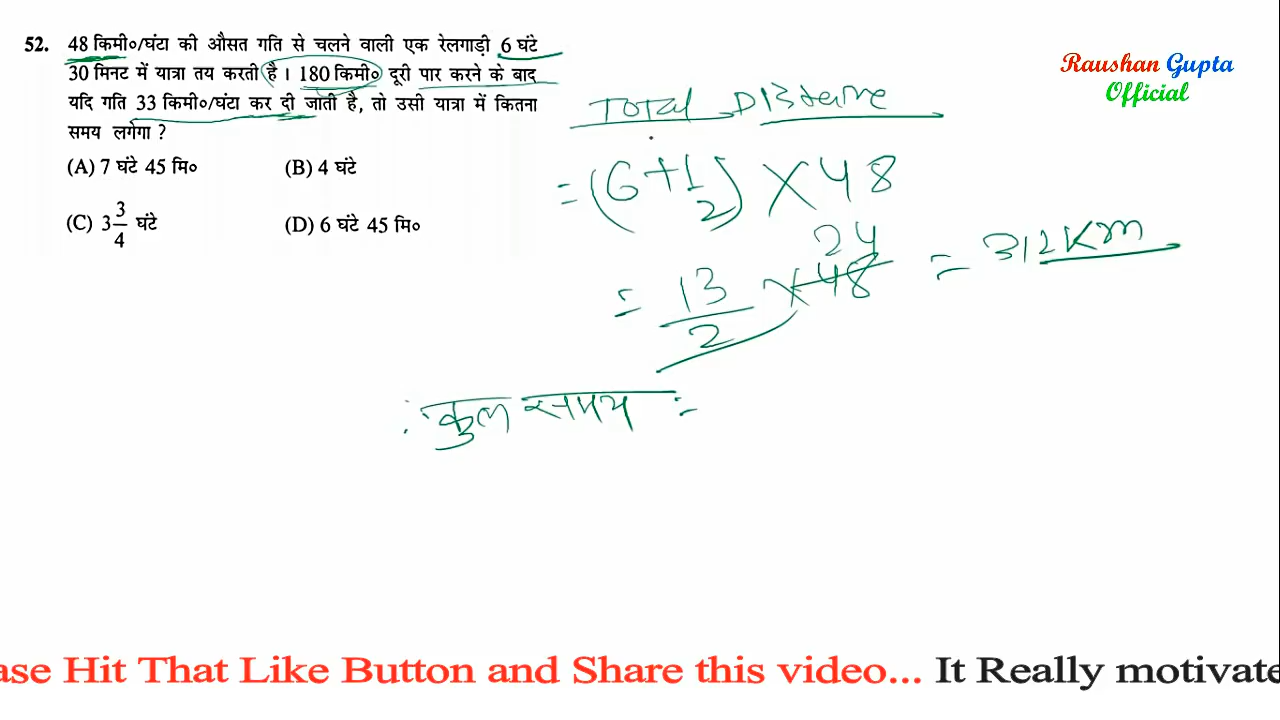 52. 48 किमी०/घंटा की औसत गति से चलने वाली एक रेलगाड़ी 6 घंटे
30 मिनट में यात्रा तय करती है। 180 किमी० दूरी पार करने के बाद
यदि गति 33 किमी०/घंटा कर दी जाती है, तो उसी यात्रा में कितना
समय लगेगा ?
(A) 7 घंटे 45 मि०
(B) 4 घंटे
(C) 3 3/4 घंटे
(D) 6 घंटे 45 मि०
Raushan Gupta
Official
Total Distance
= (6+1/2) × 48
= 13/2 × 48 24 = 312 Km
∴ कुल समय =
ase Hit That Like Button and Share this video... It Really motivate